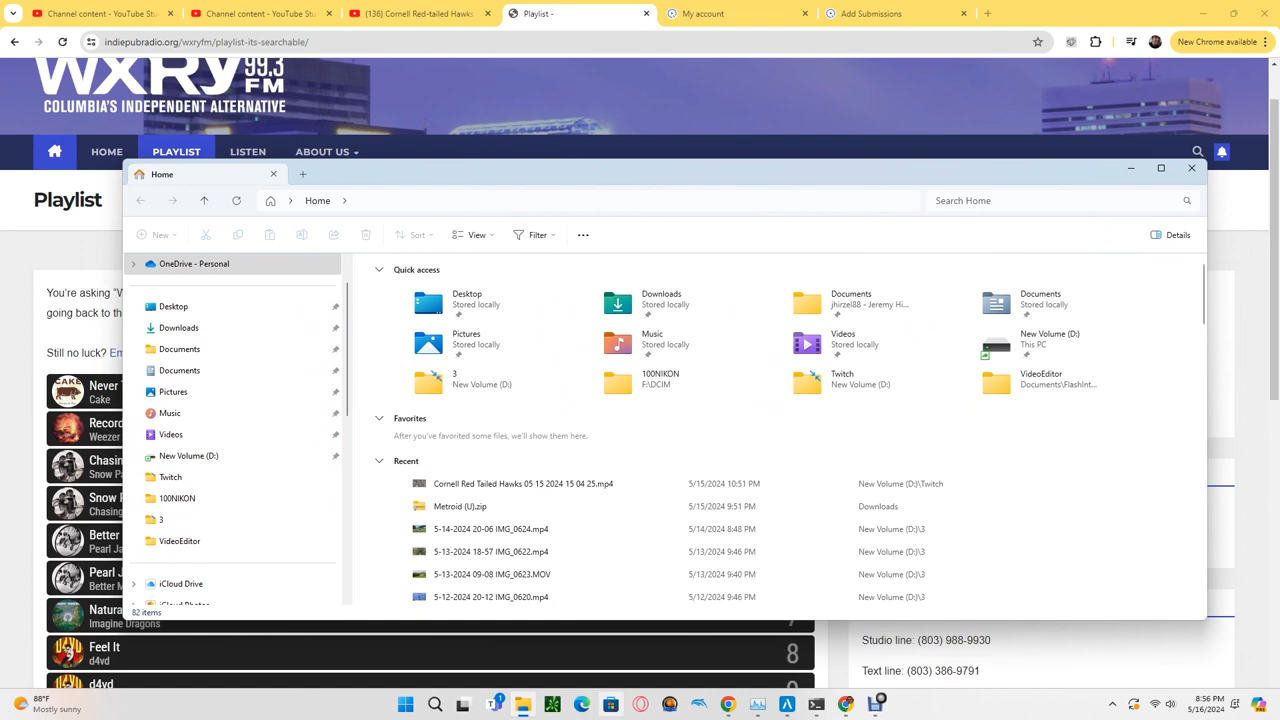 Channel content - YouTube Stu
Channel content - YouTube Stu
(136) Cornell Red-tailed Hawks
Playlist -
My account
Add Submissions
indiepubradio.org/wxryfm/playlist-its-searchable/
New Chrome available
WXRY 99.3 FM
COLUMBIA'S INDEPENDENT ALTERNATIVE
HOME
PLAYLIST
LISTEN
ABOUT US
Playlist
Home
Home
Search Home
New
Sort
View
Filter
Details
OneDrive - Personal
Desktop
Downloads
Documents
Documents
Pictures
Music
Videos
New Volume (D:)
Twitch
100NIKON
3
VideoEditor
iCloud Drive
iCloud Photos
82 items
Quick access
Desktop
Stored locally
Downloads
Stored locally
Documents
jhirzel88 - Jeremy Hi...
Documents
Stored locally
Pictures
Stored locally
Music
Stored locally
Videos
Stored locally
New Volume (D:)
This PC
3
New Volume (D:)
100NIKON
F:\DCIM
Twitch
New Volume (D:)
VideoEditor
Documents\FlashInt...
Favorites
After you've favorited some files, we'll show them here.
Recent
Cornell Red Tailed Hawks 05 15 2024 15 04 25.mp4 5/15/2024 10:51 PM New Volume (D:)\Twitch
Metroid (U).zip 5/15/2024 9:51 PM Downloads
5-14-2024 20-06 IMG_0624.mp4 5/14/2024 8:48 PM New Volume (D:)\3
5-13-2024 18-57 IMG_0622.mp4 5/13/2024 9:46 PM New Volume (D:)\3
5-13-2024 09-08 IMG_0623.MOV 5/13/2024 9:40 PM New Volume (D:)\3
5-12-2024 20-12 IMG_0620.mp4 5/12/2024 9:46 PM New Volume (D:)\3
You're asking "V
going back to th
Still no luck? Em
Never
Cake
Record
Weezer
Chasin
Snow Pa
Snow P
Chasing
Better
Pearl Ja
Pearl J
Better M
Natura
Imagine Dragons
7
Feel It
d4vd
8
d4vd
Studio line: (803) 988-9930
Text line: (803) 386-9791
88°F
Mostly sunny
1
8:56 PM
5/16/2024